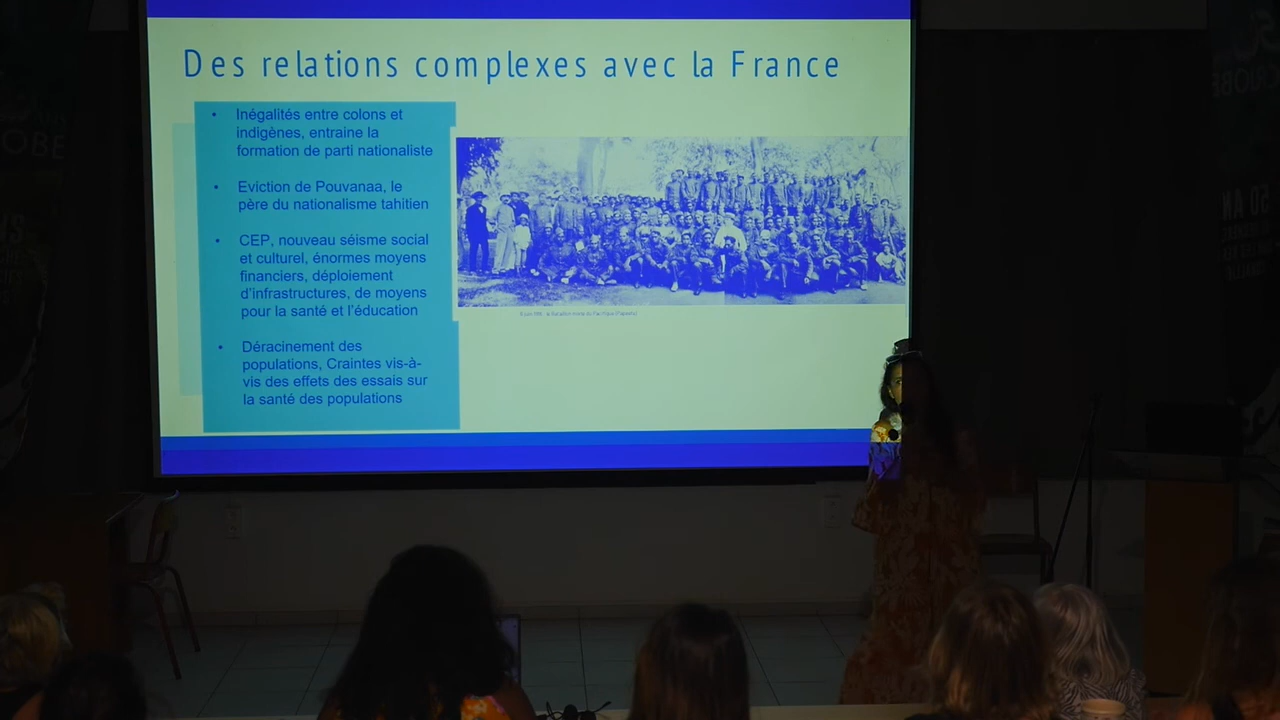 Des relations complexes avec la France
• Inégalités entre colons et
indigènes, entraine la
formation de parti nationaliste
• Eviction de Pouvanaa, le
père du nationalisme tahitien
• CEP, nouveau séisme social
et culturel, énormes moyens
financiers, déploiement
d'infrastructures, de moyens
pour la santé et l'éducation
• Déracinement des
populations, Craintes vis-à-
vis des effets des essais sur
la santé des populations